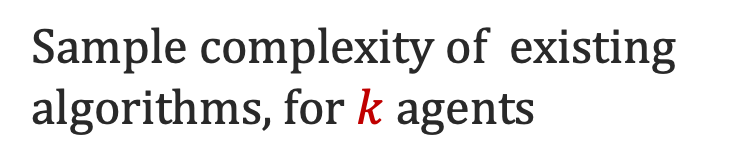 Sample complexity of existing
algorithms, for k agents